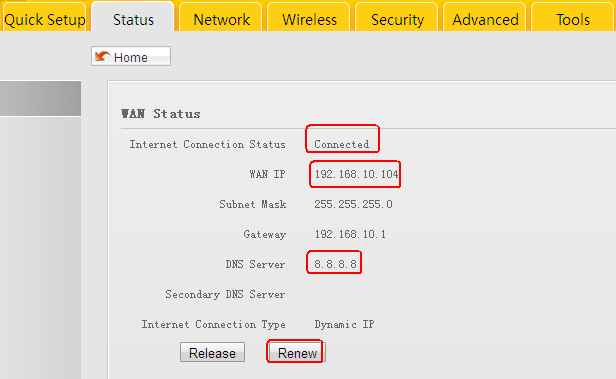 Quick Setup Status Network Wireless Security Advanced Tools
Home
WAN Status
Internet Connection Status Connected
WAN IP 192.168.10.104
Subnet Mask 255.255.255.0
Gateway 192.168.10.1
DNS Server 8.8.8.8
Secondary DNS Server
Internet Connection Type Dynamic IP
Release Renew